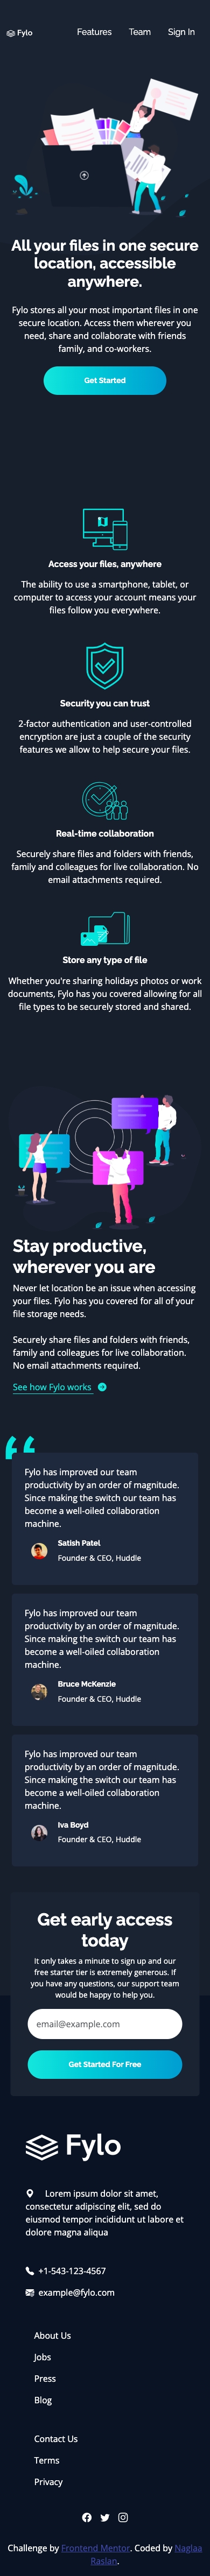 Fylo
Features Team Sign In
All your files in one secure
location, accessible
anywhere.
Fylo stores all your most important files in one
secure location. Access them wherever you
need, share and collaborate with friends
family, and co-workers.
Get Started
Access your files, anywhere
The ability to use a smartphone, tablet, or
computer to access your account means your
files follow you everywhere.
Security you can trust
2-factor authentication and user-controlled
encryption are just a couple of the security
features we allow to help secure your files.
Real-time collaboration
Securely share files and folders with friends,
family and colleagues for live collaboration. No
email attachments required.
Store any type of file
Whether you're sharing holidays photos or work
documents, Fylo has you covered allowing for all
file types to be securely stored and shared.
Stay productive,
wherever you are
Never let location be an issue when accessing
your files. Fylo has you covered for all of your
file storage needs.
Securely share files and folders with friends,
family and colleagues for live collaboration.
No email attachments required.
See how Fylo works
Fylo has improved our team
productivity by an order of magnitude.
Since making the switch our team has
become a well-oiled collaboration
machine.
Satish Patel
Founder & CEO, Huddle
Fylo has improved our team
productivity by an order of magnitude.
Since making the switch our team has
become a well-oiled collaboration
machine.
Bruce McKenzie
Founder & CEO, Huddle
Fylo has improved our team
productivity by an order of magnitude.
Since making the switch our team has
become a well-oiled collaboration
machine.
Iva Boyd
Founder & CEO, Huddle
Get early access
today
It only takes a minute to sign up and our
free starter tier is extremely generous. If
you have any questions, our support team
would be happy to help you.
email@example.com
Get Started For Free
Fylo
Lorem ipsum dolor sit amet,
consectetur adipiscing elit, sed do
eiusmod tempor incididunt ut labore et
dolore magna aliqua
+1-543-123-4567
example@fylo.com
About Us
Jobs
Press
Blog
Contact Us
Terms
Privacy
Challenge by Frontend Mentor. Coded by Naglaa
Raslan.